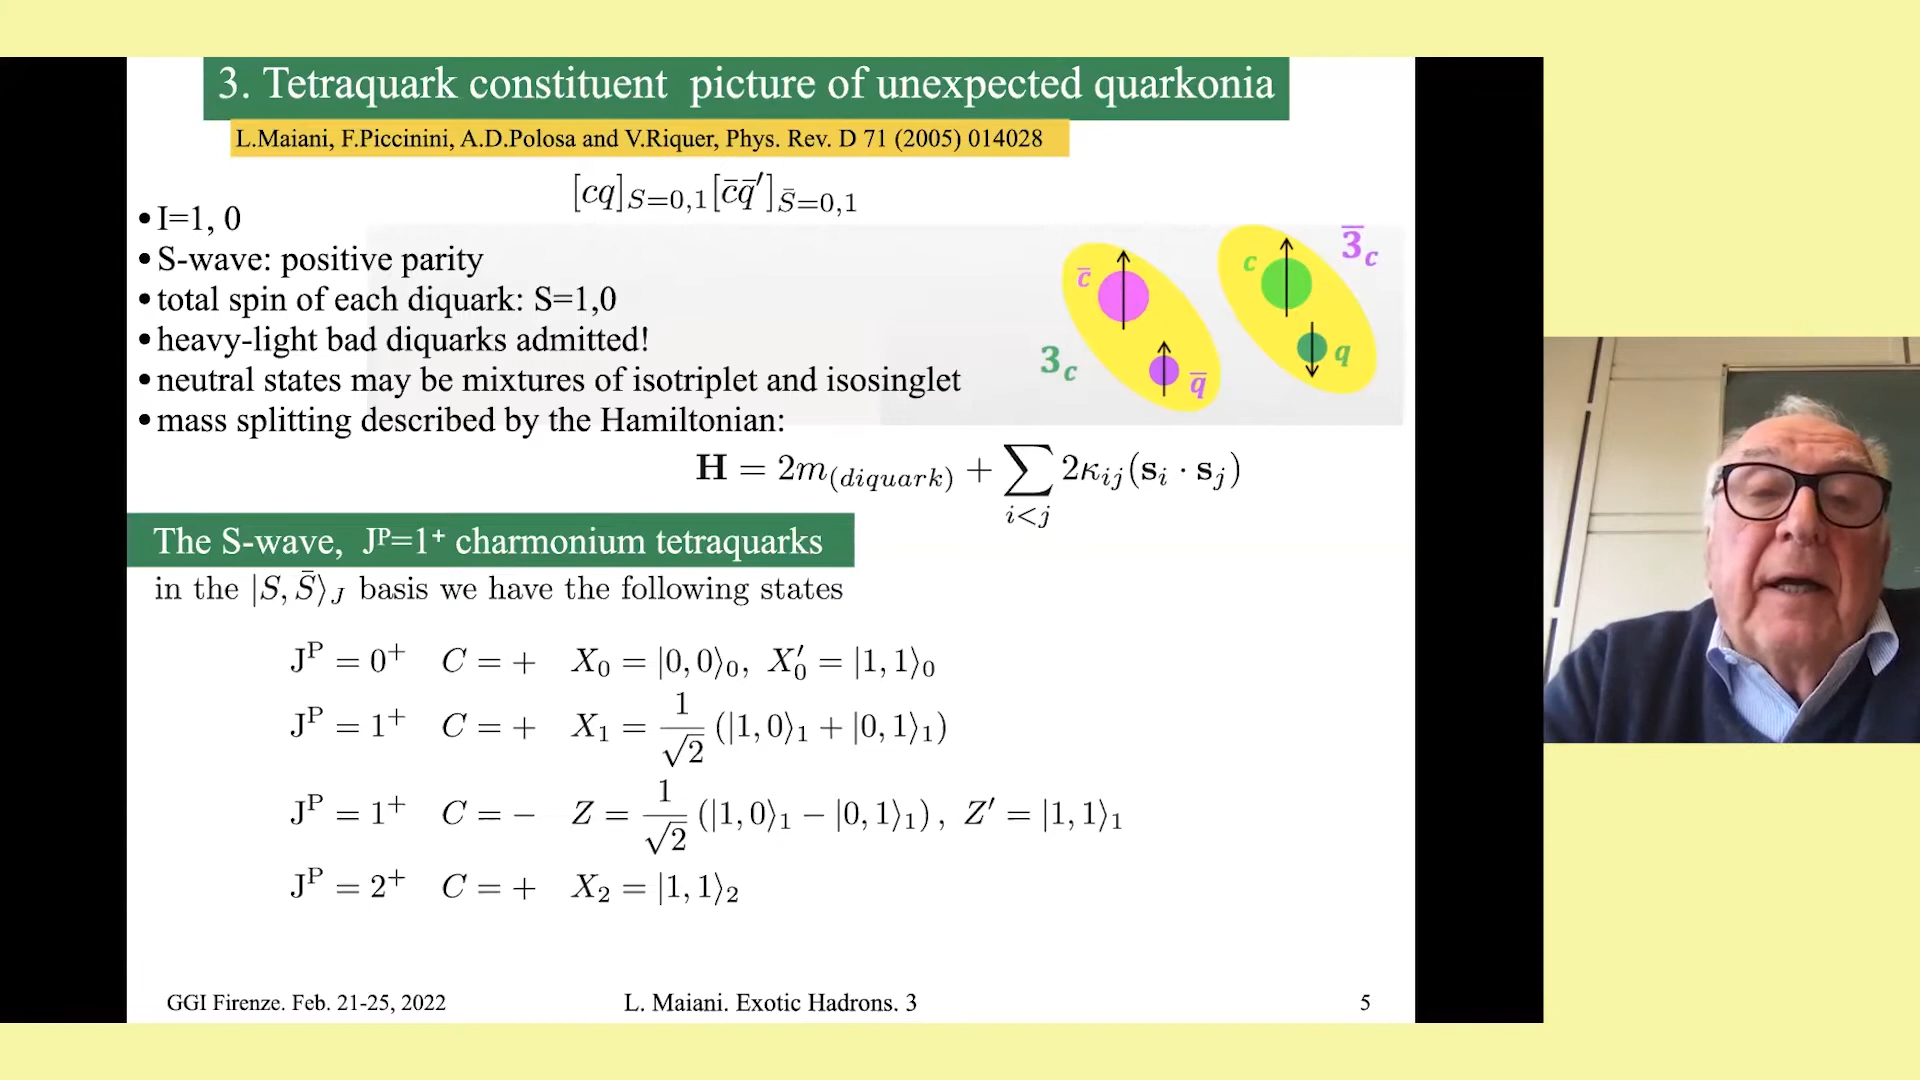 3. Tetraquark constituent picture of unexpected quarkonia
L.Maiani, F.Piccinini, A.D.Polosa and V.Riquer, Phys. Rev. D 71 (2005) 014028
[cq]_{S=0,1}[c̄q̄′]_{S̄=0,1}
•I=1, 0
•S-wave: positive parity
•total spin of each diquark: S=1,0
•heavy-light bad diquarks admitted!
•neutral states may be mixtures of isotriplet and isosinglet
•mass splitting described by the Hamiltonian:
c̄
q̄
3_c
c
q
3̄_c
H = 2m_{(diquark)} + ∑_{i<j} 2κ_{ij}(s_i · s_j)
The S-wave, J^P=1^+ charmonium tetraquarks
in the |S, S̄⟩_J basis we have the following states
J^P = 0^+ C = + X_0 = |0, 0⟩_0, X′_0 = |1, 1⟩_0
J^P = 1^+ C = + X_1 = 1/√2 (|1, 0⟩_1 + |0, 1⟩_1)
J^P = 1^+ C = − Z = 1/√2 (|1, 0⟩_1 − |0, 1⟩_1), Z′ = |1, 1⟩_1
J^P = 2^+ C = + X_2 = |1, 1⟩_2
GGI Firenze. Feb. 21-25, 2022
L. Maiani. Exotic Hadrons. 3
5